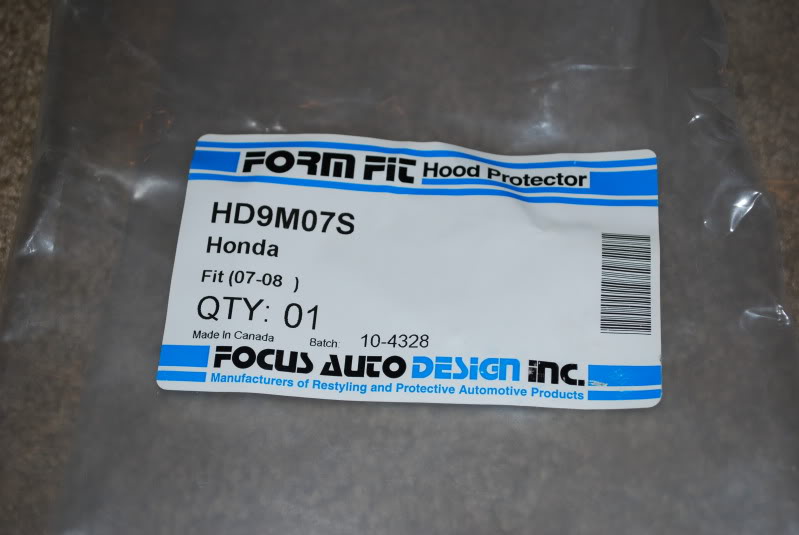 FORM FIT Hood Protector
HD9M07S
Honda
Fit (07-08 )
QTY: 01
Made In Canada Batch: 10-4328
FOCUS AUTO DESIGN INC.
Manufacturers of Restyling and Protective Automotive Products